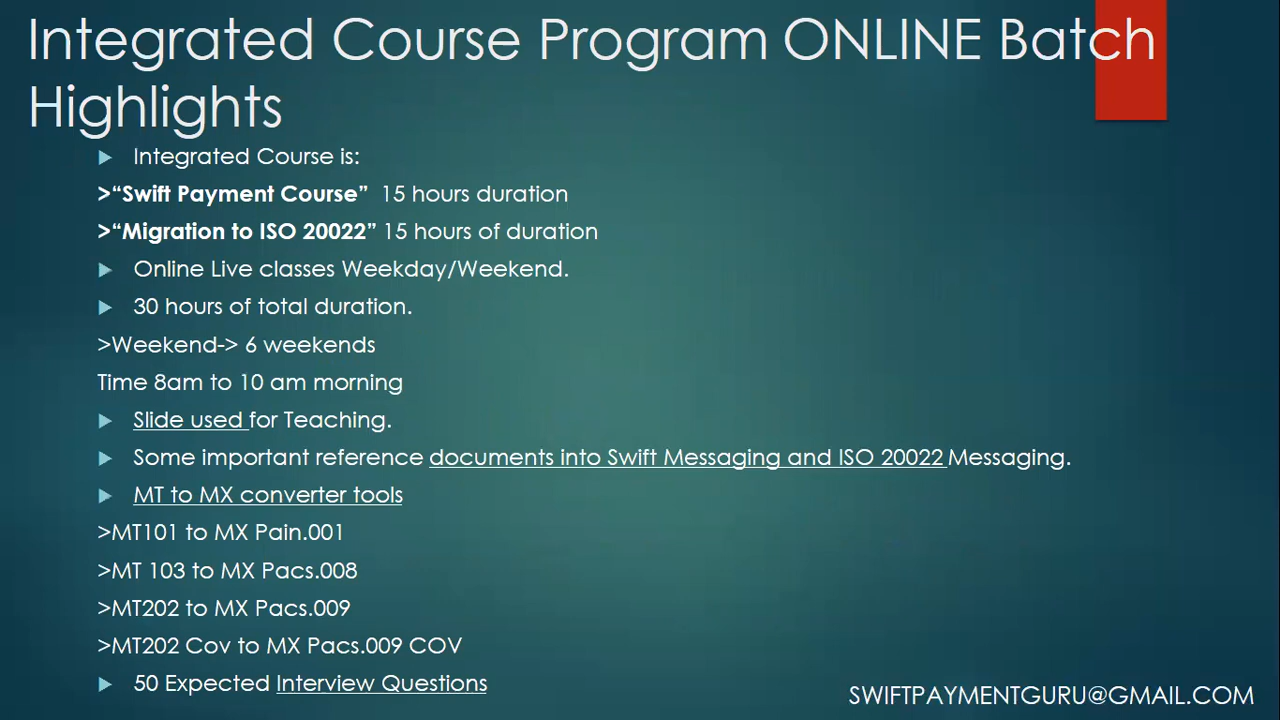 Integrated Course Program ONLINE Batch
Highlights
Integrated Course is:
>“Swift Payment Course” 15 hours duration
>“Migration to ISO 20022” 15 hours of duration
Online Live classes Weekday/Weekend.
30 hours of total duration.
>Weekend-> 6 weekends
Time 8am to 10 am morning
Slide used for Teaching.
Some important reference documents into Swift Messaging and ISO 20022 Messaging.
MT to MX converter tools
>MT101 to MX Pain.001
>MT 103 to MX Pacs.008
>MT202 to MX Pacs.009
>MT202 Cov to MX Pacs.009 COV
50 Expected Interview Questions
SWIFTPAYMENTGURU@GMAIL.COM